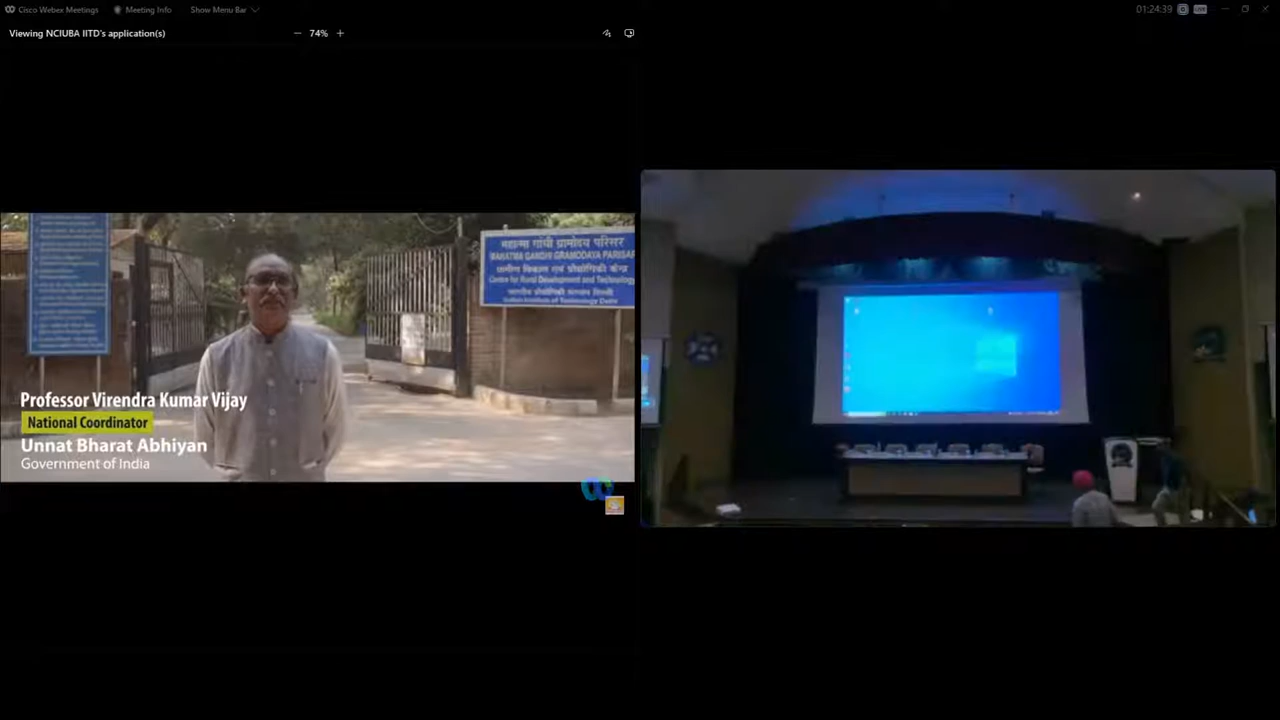 Cisco Webex Meetings
Meeting Info
Show Menu Bar
01:24:39
Viewing NCIUBA IITD's application(s)
74%
महात्मा गांधी ग्रामोदय परिसर
MAHATMA GANDHI GRAMODAYA PARISAR
ग्रामीण विकास एवं प्रौद्योगिकी केन्द्र
Centre for Rural Development and Technology
भारतीय प्रौद्योगिकी संस्थान दिल्ली
Indian Institute of Technology Delhi
Professor Virendra Kumar Vijay
National Coordinator
Unnat Bharat Abhiyan
Government of India